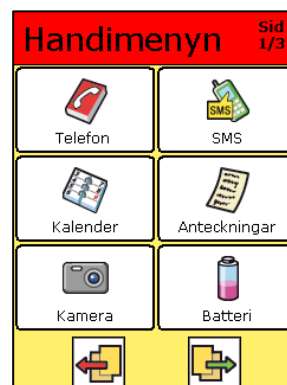 Handimenyn
Sid
1/3
Telefon
SMS
SMS
Kalender
Anteckningar
Kamera
Batteri